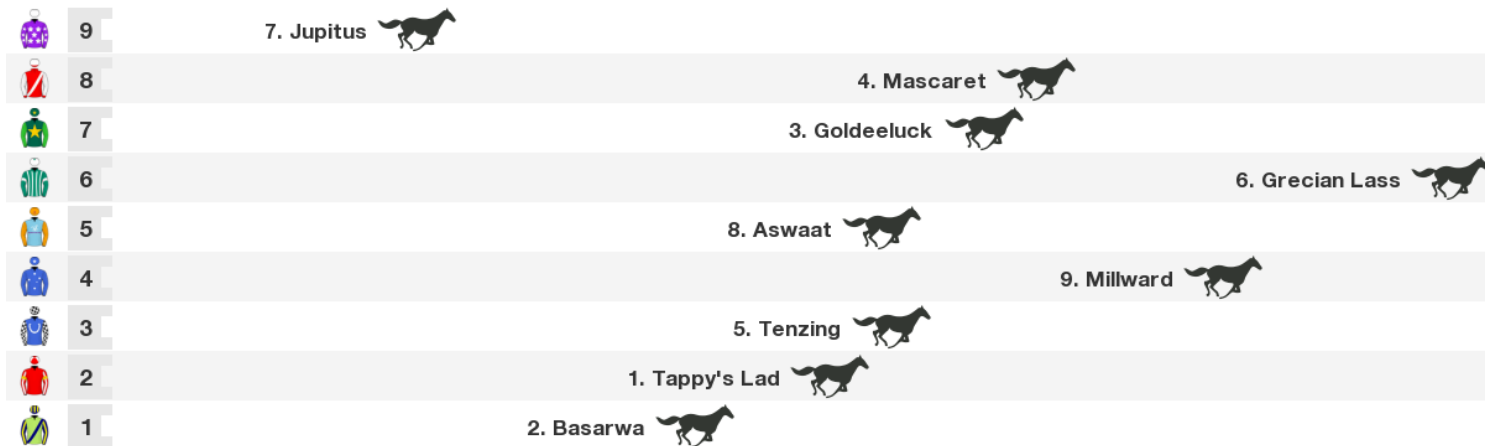 9 7. Jupitus
8 4. Mascaret
7 3. Goldeeluck
6 6. Grecian Lass
5 8. Aswaat
4 9. Millward
3 5. Tenzing
2 1. Tappy's Lad
1 2. Basarwa